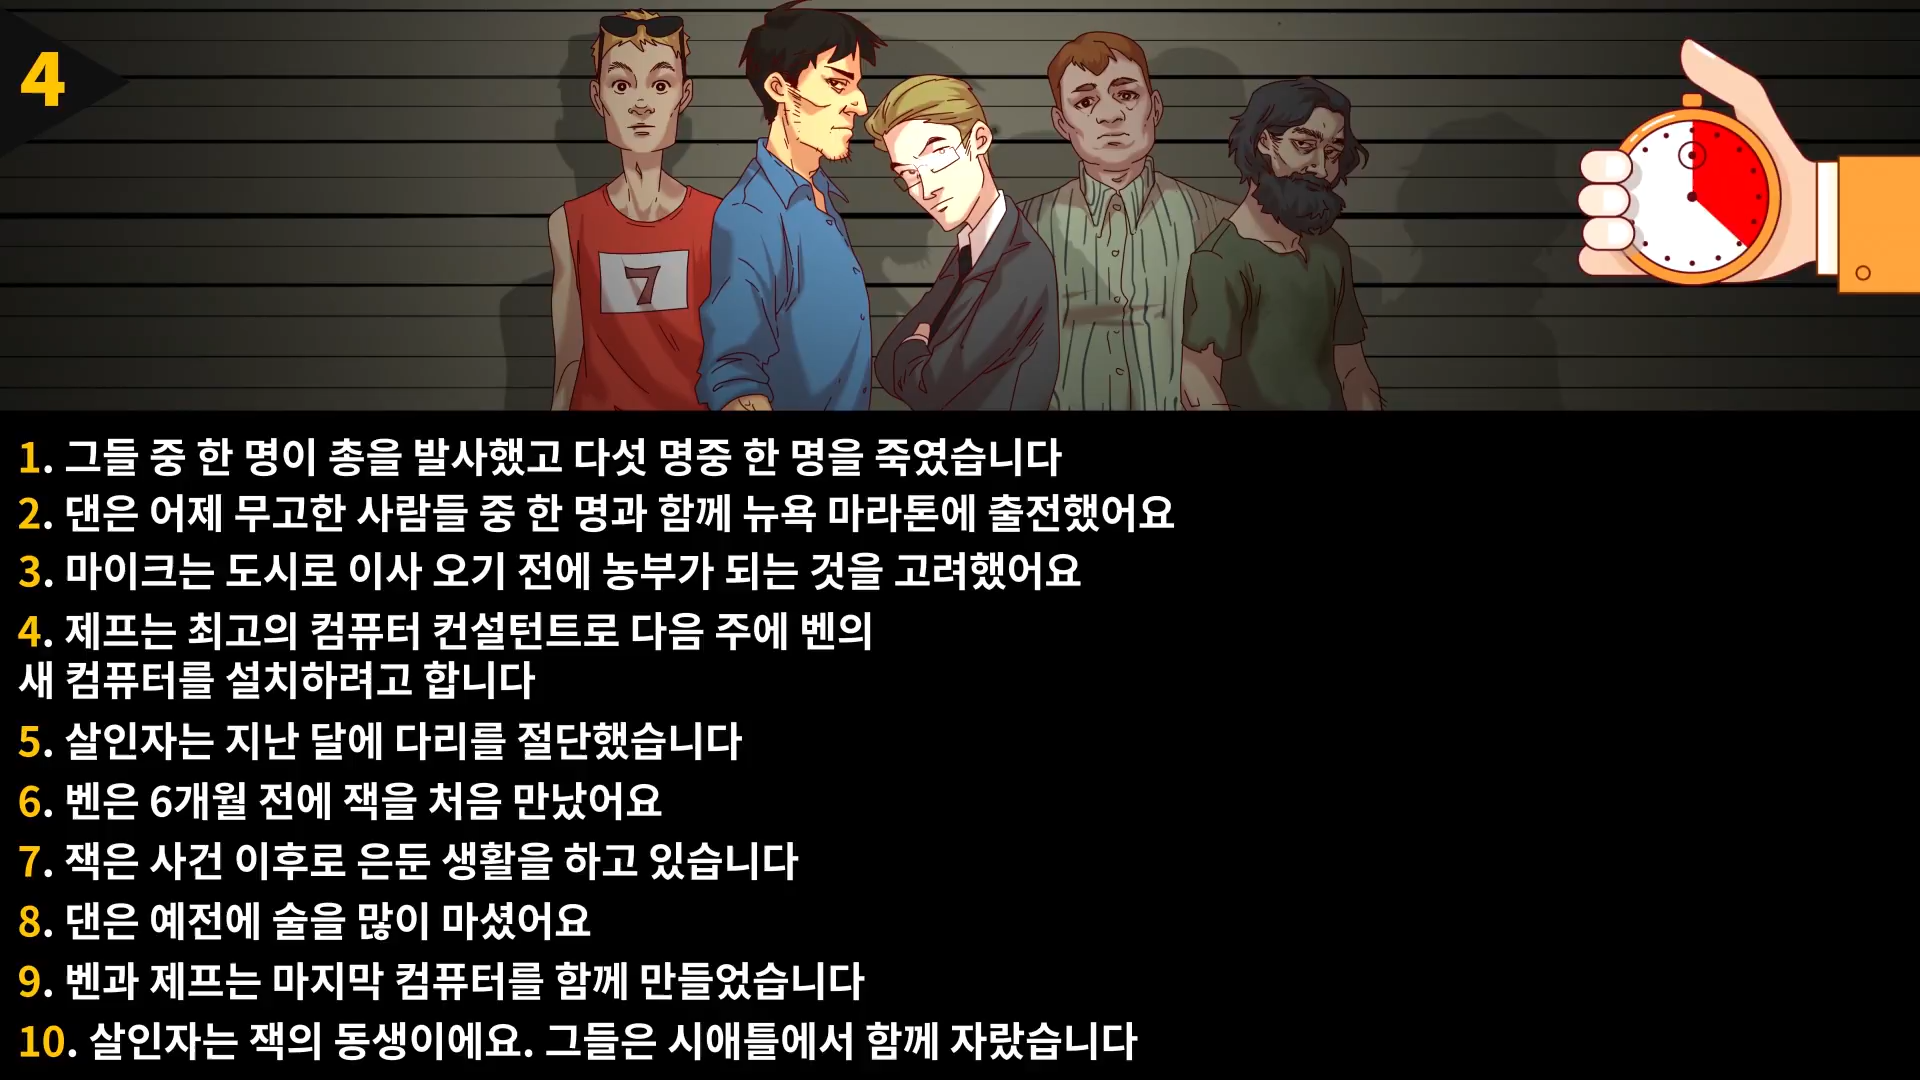 4
7
1. 그들 중 한 명이 총을 발사했고 다섯 명중 한 명을 죽였습니다
2. 댄은 어제 무고한 사람들 중 한 명과 함께 뉴욕 마라톤에 출전했어요
3. 마이크는 도시로 이사 오기 전에 농부가 되는 것을 고려했어요
4. 제프는 최고의 컴퓨터 컨설턴트로 다음 주에 벤의
새 컴퓨터를 설치하려고 합니다
5. 살인자는 지난 달에 다리를 절단했습니다
6. 벤은 6개월 전에 잭을 처음 만났어요
7. 잭은 사건 이후로 은둔 생활을 하고 있습니다
8. 댄은 예전에 술을 많이 마셨어요
9. 벤과 제프는 마지막 컴퓨터를 함께 만들었습니다
10. 살인자는 잭의 동생이에요. 그들은 시애틀에서 함께 자랐습니다